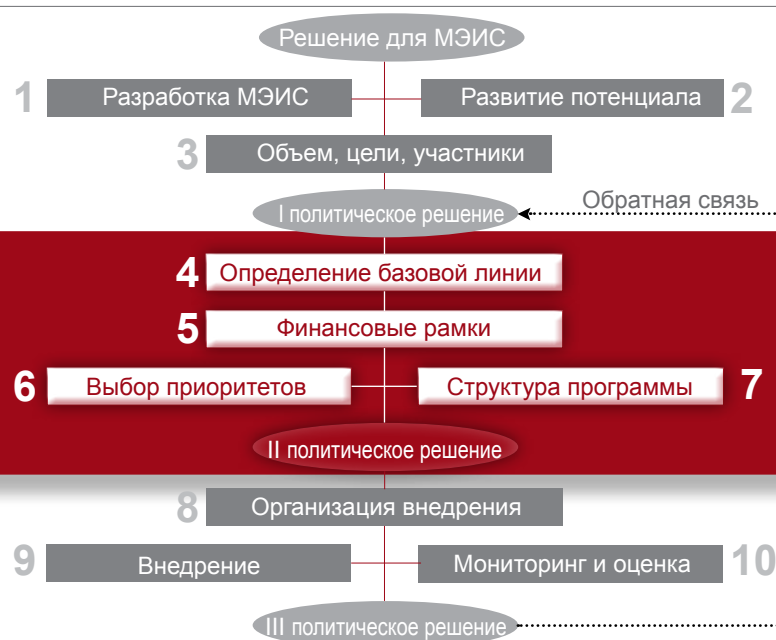 Решение для МЭИС
1 Разработка МЭИС Развитие потенциала 2
3 Объем, цели, участники
I политическое решение Обратная связь
4 Определение базовой линии
5 Финансовые рамки
6 Выбор приоритетов Структура программы 7
II политическое решение
8 Организация внедрения
9 Внедрение Мониторинг и оценка 10
III политическое решение